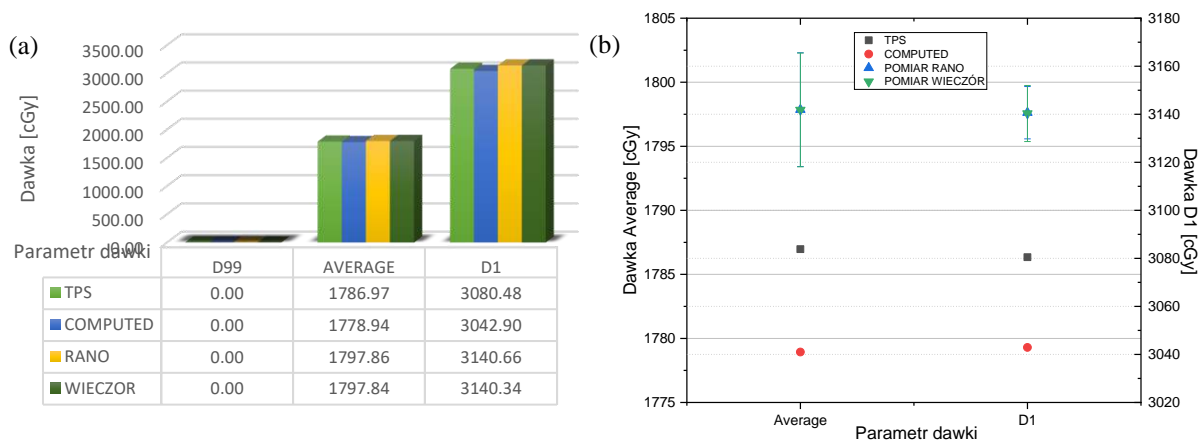 (a)
3500.00
3000.00
2500.00
2000.00
1500.00
1000.00
500.00
0.00
Dawka [cGy]
Parametr dawki
D99 AVERAGE D1
TPS 0.00 1786.97 3080.48
COMPUTED 0.00 1778.94 3042.90
RANO 0.00 1797.86 3140.66
WIECZOR 0.00 1797.84 3140.34
(b)
1805
1800
1795
1790
1785
1780
1775
Dawka Average [cGy]
TPS
COMPUTED
POMIAR RANO
POMIAR WIECZÓR
3180
3160
3140
3120
3100
3080
3060
3040
3020
Dawka D1 [cGy]
Average D1
Parametr dawki